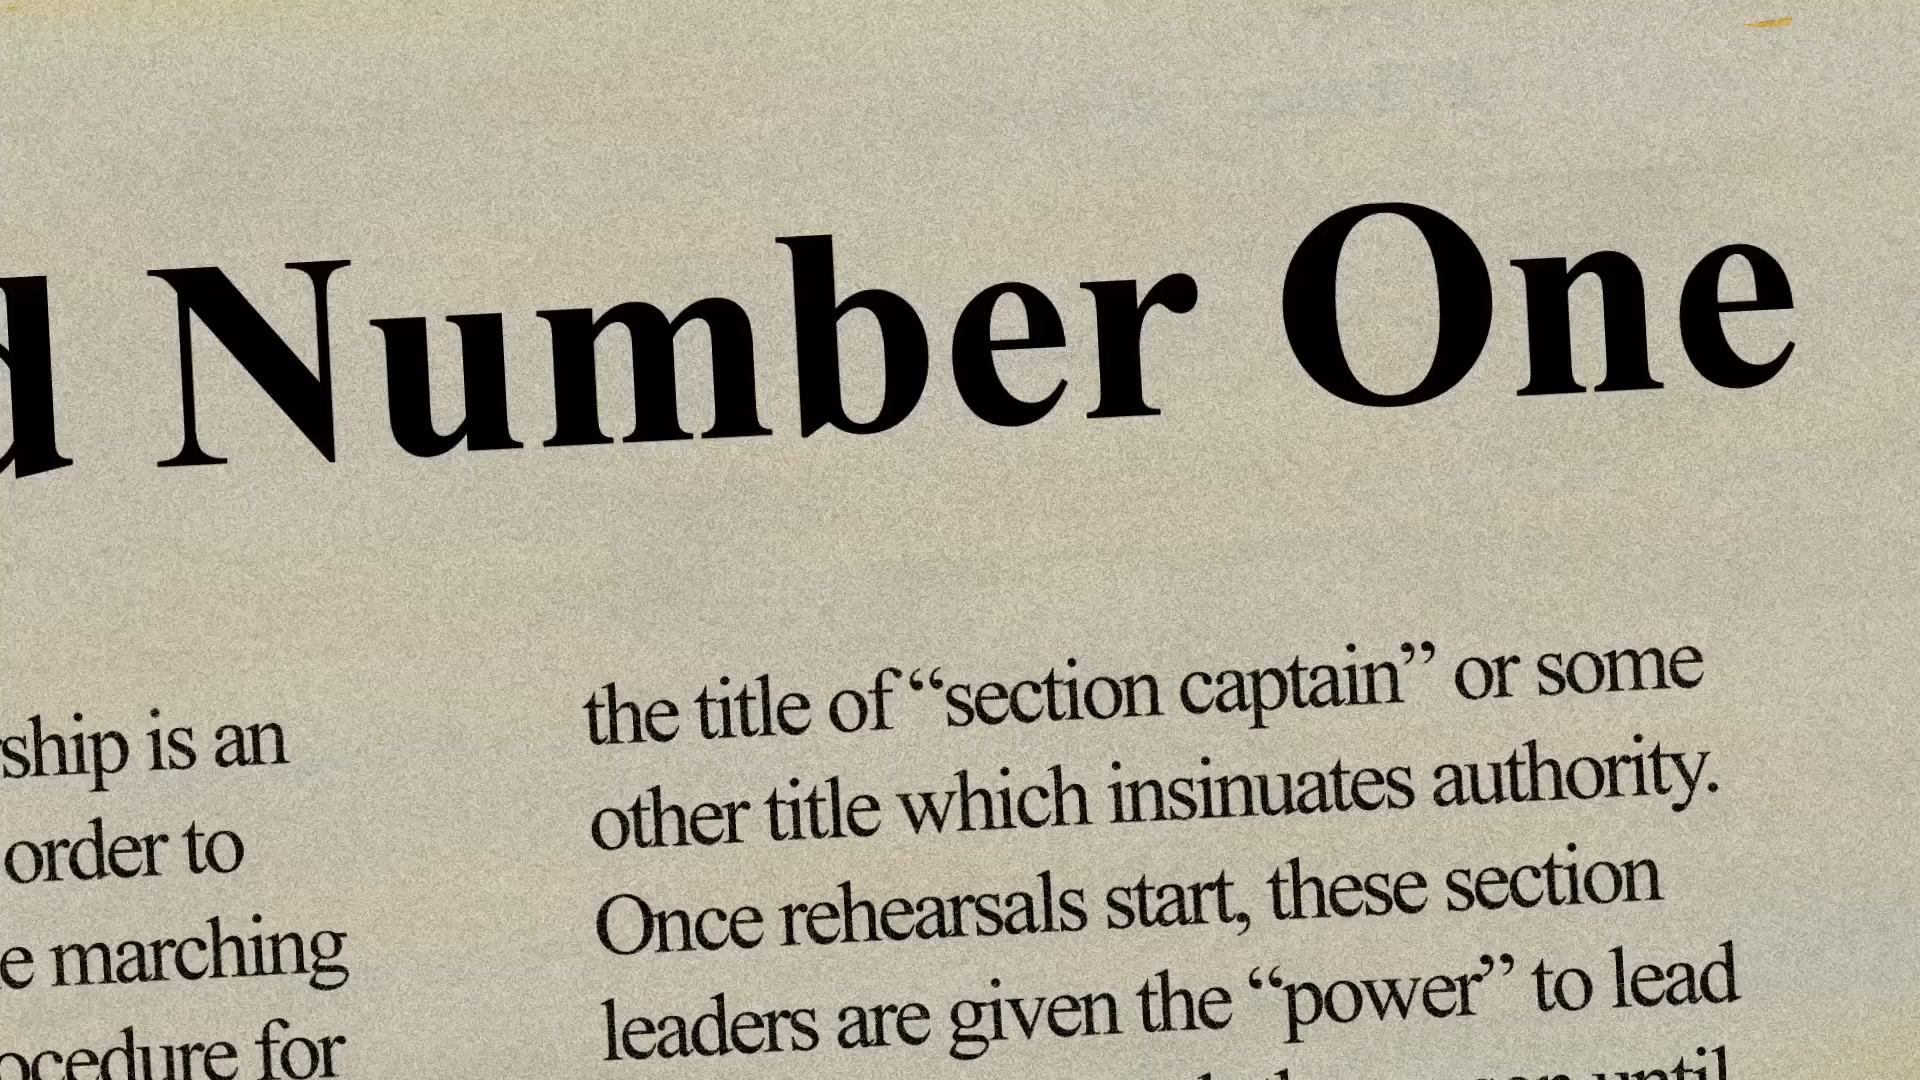 Number One
ship is an
order to
marching
for
the title of “section captain” or some
other title which insinuates authority.
Once rehearsals start, these section
leaders are given the “power” to lead
until